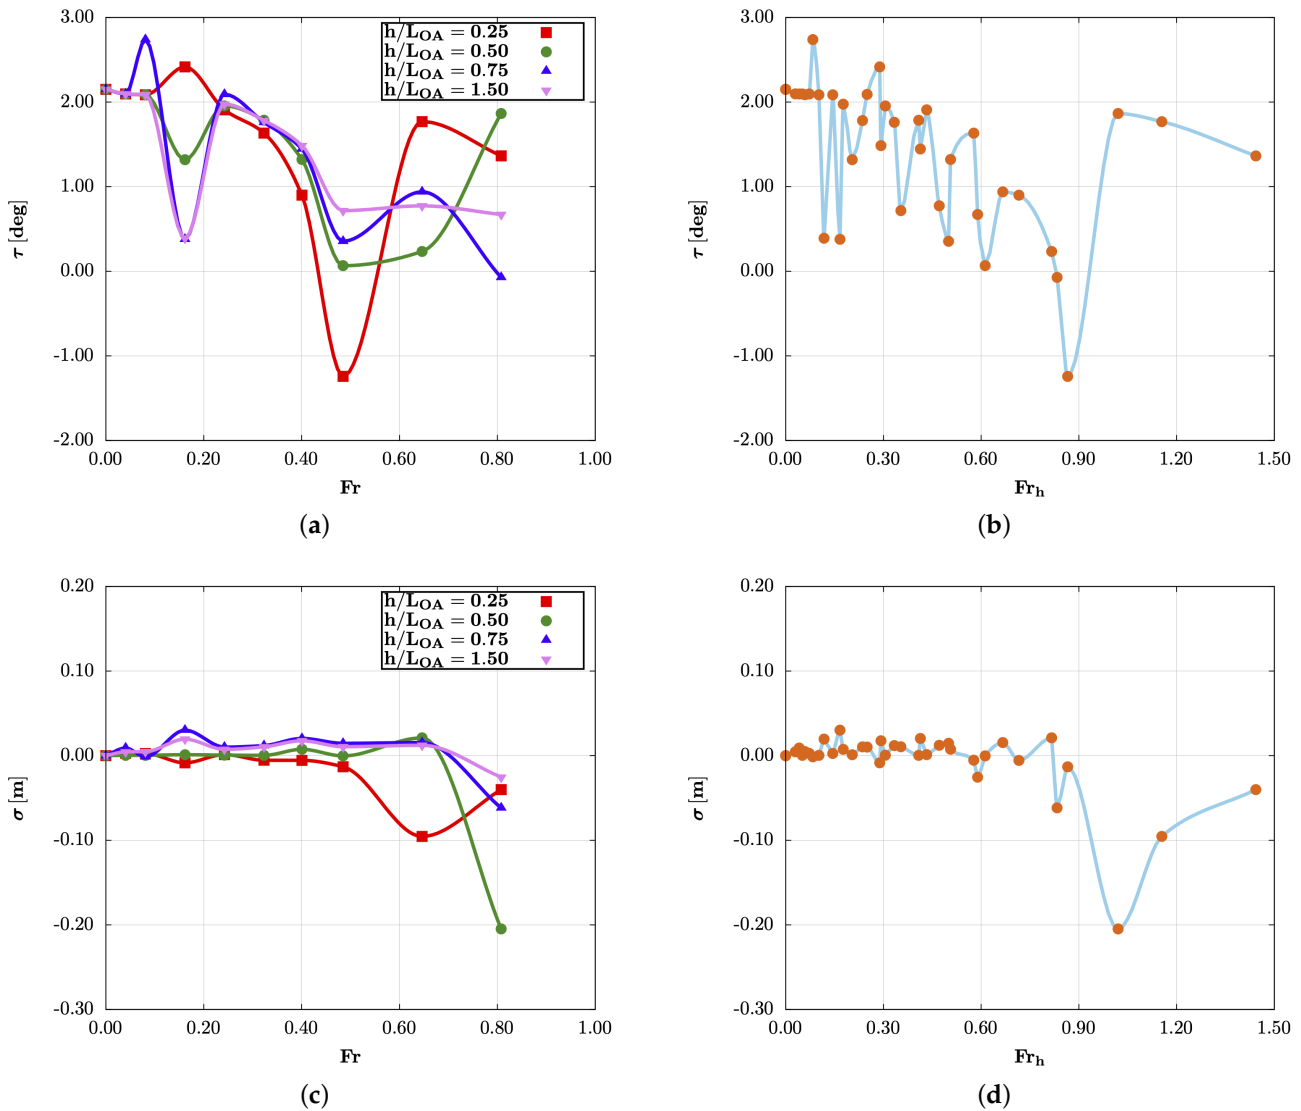 3.00
2.00
1.00
0.00
-1.00
-2.00
τ [deg]
0.00 0.20 0.40 0.60 0.80 1.00
Fr
h/LOA = 0.25
h/LOA = 0.50
h/LOA = 0.75
h/LOA = 1.50
(a)
3.00
2.00
1.00
0.00
-1.00
-2.00
τ [deg]
0.00 0.30 0.60 0.90 1.20 1.50
Frh
(b)
0.20
0.10
0.00
-0.10
-0.20
-0.30
σ [m]
0.00 0.20 0.40 0.60 0.80 1.00
Fr
h/LOA = 0.25
h/LOA = 0.50
h/LOA = 0.75
h/LOA = 1.50
(c)
0.20
0.10
0.00
-0.10
-0.20
-0.30
σ [m]
0.00 0.30 0.60 0.90 1.20 1.50
Frh
(d)